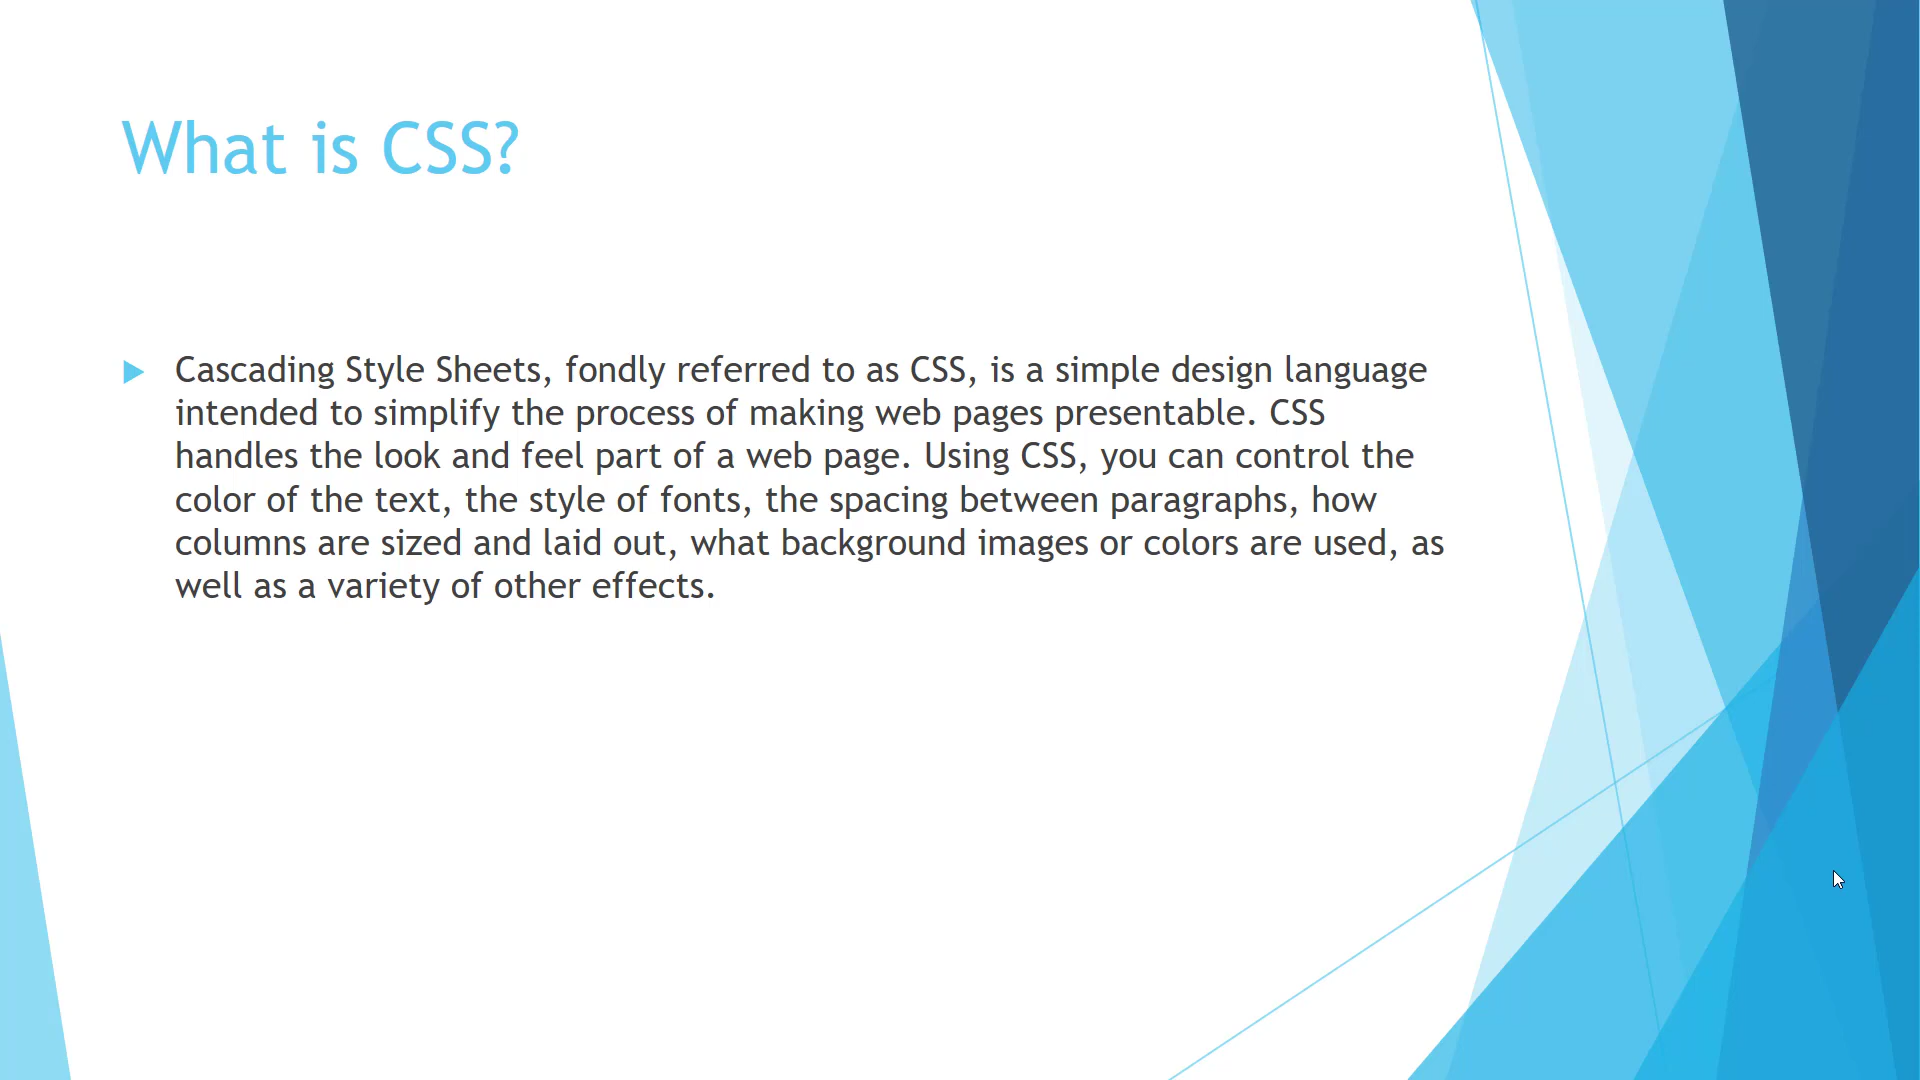 What is CSS?
Cascading Style Sheets, fondly referred to as CSS, is a simple design language
intended to simplify the process of making web pages presentable. CSS
handles the look and feel part of a web page. Using CSS, you can control the
color of the text, the style of fonts, the spacing between paragraphs, how
columns are sized and laid out, what background images or colors are used, as
well as a variety of other effects.